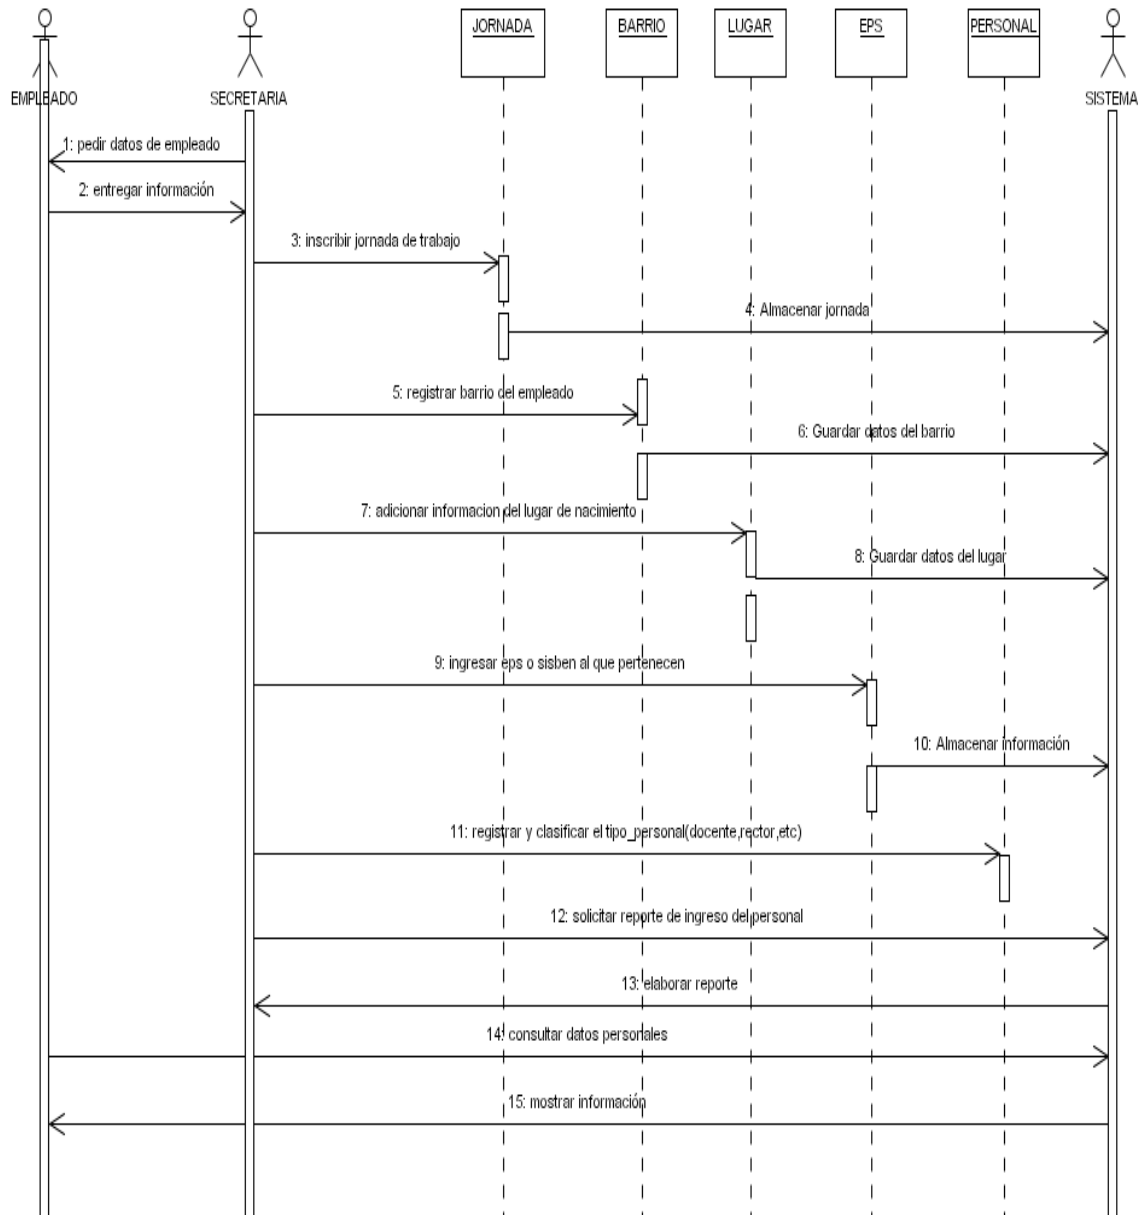 JORNADA
BARRIO
LUGAR
EPS
PERSONAL
EMPLEADO
SECRETARIA
SISTEMA
1: pedir datos de empleado
2: entregar información
3: inscribir jornada de trabajo
4: Almacenar jornada
5: registrar barrio del empleado
6: Guardar datos del barrio
7: adicionar informacion del lugar de nacimiento
8: Guardar datos del lugar
9: ingresar eps o sisben al que pertenecen
10: Almacenar información
11: registrar y clasificar el tipo_personal(docente,rector,etc)
12: solicitar reporte de ingreso del personal
13: elaborar reporte
14: consultar datos personales
15: mostrar información